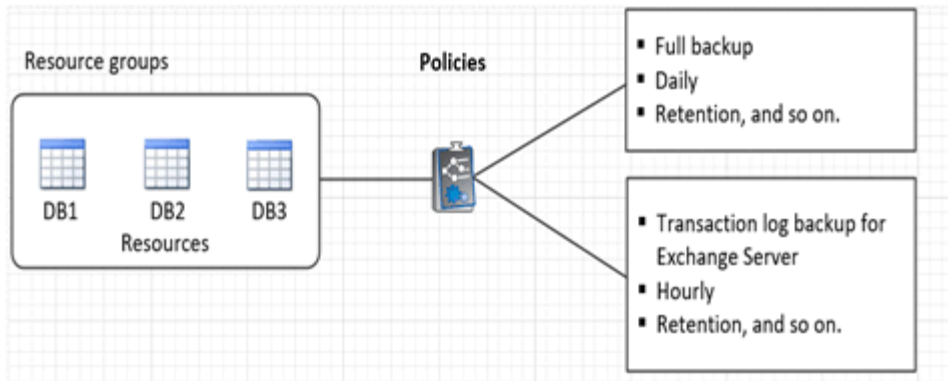 Resource groups
DB1
DB2
DB3
Resources
Policies
▪ Full backup
▪ Daily
▪ Retention, and so on.
▪ Transaction log backup for
Exchange Server
▪ Hourly
▪ Retention, and so on.